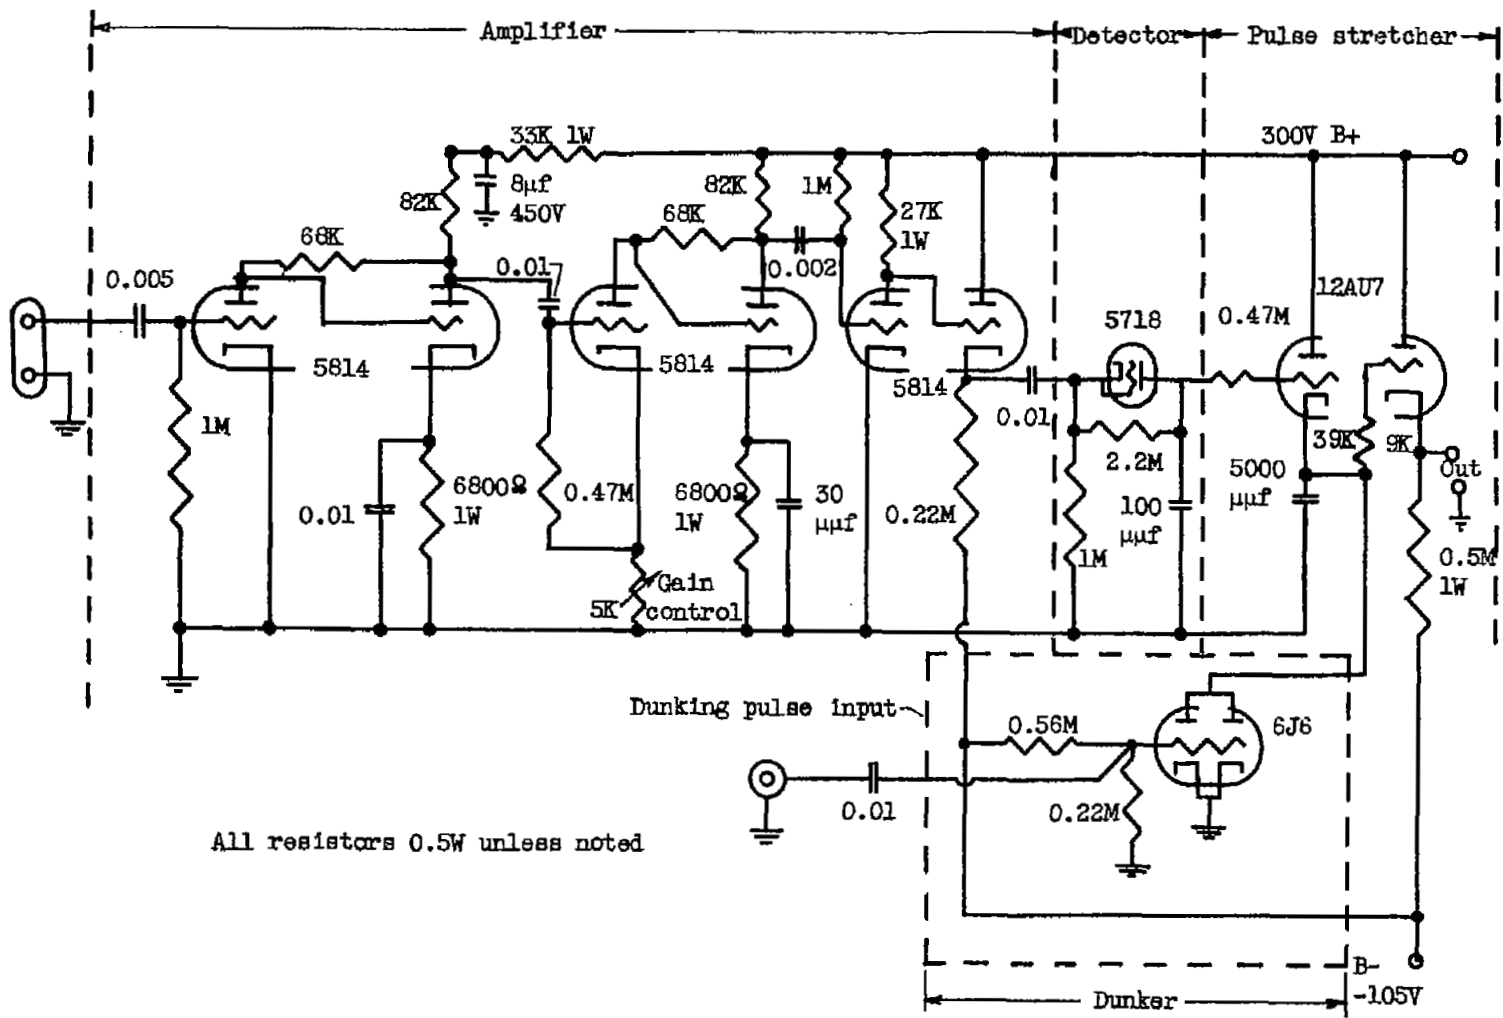 Amplifier
Detector
Pulse stretcher
33K 1W
300V B+
82K
8μf
450V
82K
1M
27K
1W
68K
68K
0.005
0.01
0.002
12AU7
5718
0.47M
5814
5814
5814
0.01
1M
39K
9K
Out
2.2M
6800Ω
1W
0.47M
6800Ω
1W
30
μμf
0.22M
100
μμf
5000
μμf
0.01
1M
0.5M
1W
5K
Gain
control
Dunking pulse input
0.56M
6J6
0.01
0.22M
All resistors 0.5W unless noted
B-
-105V
Dunker